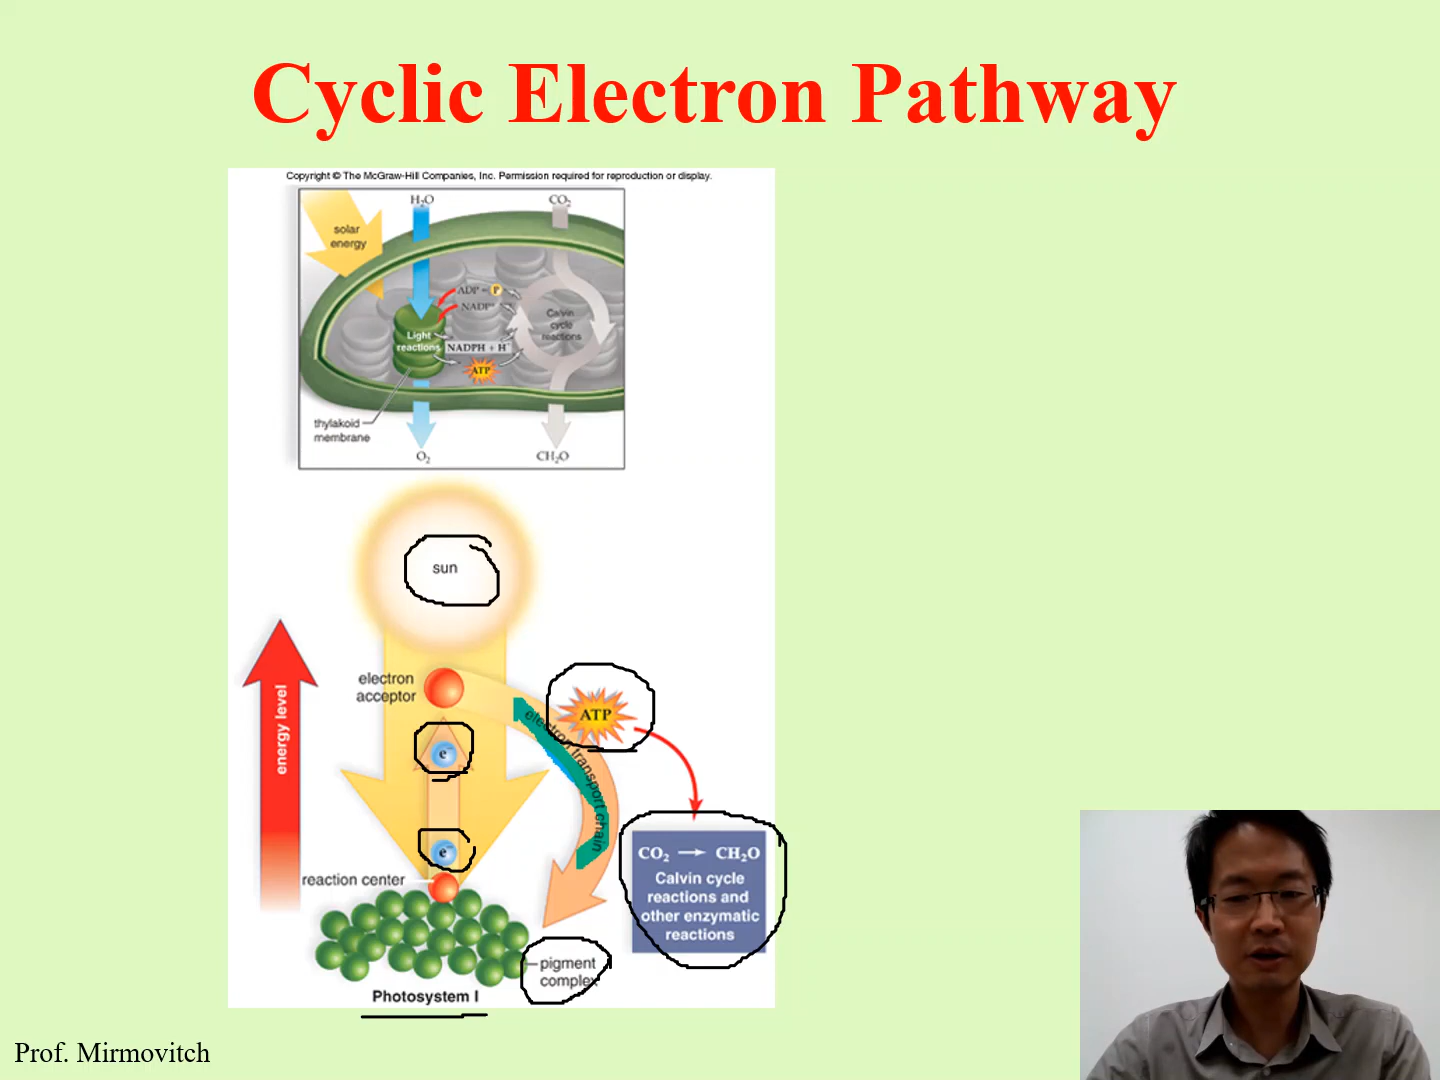 Cyclic Electron Pathway
Copyright © The McGraw-Hill Companies, Inc. Permission required for reproduction or display.
H2O
CO2
solar
energy
ADP + P
NADP+
Calvin
cycle
reactions
Light
reactions
NADPH + H+
ATP
thylakoid
membrane
O2
CH2O
sun
electron
acceptor
energy level
ATP
electron transport chain
e-
e-
CO2 → CH2O
Calvin cycle
reactions and
other enzymatic
reactions
reaction center
pigment
complex
Photosystem I
Prof. Mirmovitch